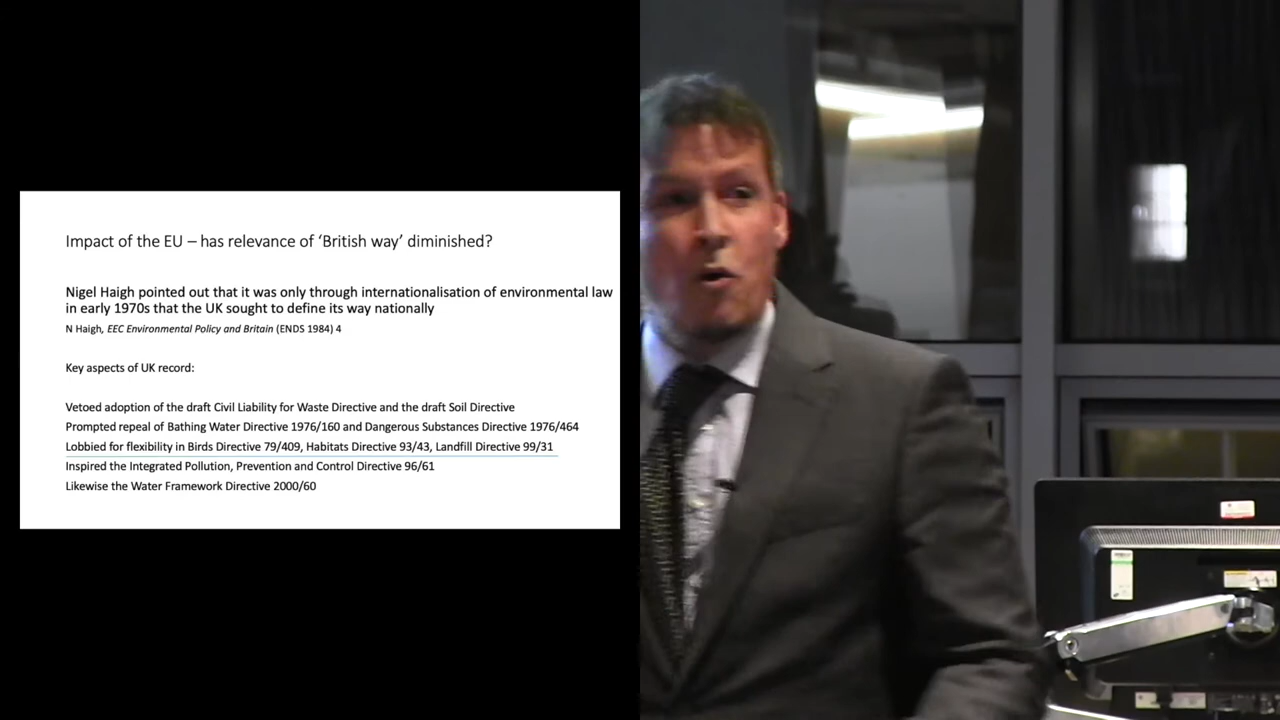 Impact of the EU – has relevance of ‘British way’ diminished?
Nigel Haigh pointed out that it was only through internationalisation of environmental law
in early 1970s that the UK sought to define its way nationally
N Haigh, EEC Environmental Policy and Britain (ENDS 1984) 4
Key aspects of UK record:
Vetoed adoption of the draft Civil Liability for Waste Directive and the draft Soil Directive
Prompted repeal of Bathing Water Directive 1976/160 and Dangerous Substances Directive 1976/464
Lobbied for flexibility in Birds Directive 79/409, Habitats Directive 93/43, Landfill Directive 99/31
Inspired the Integrated Pollution, Prevention and Control Directive 96/61
Likewise the Water Framework Directive 2000/60